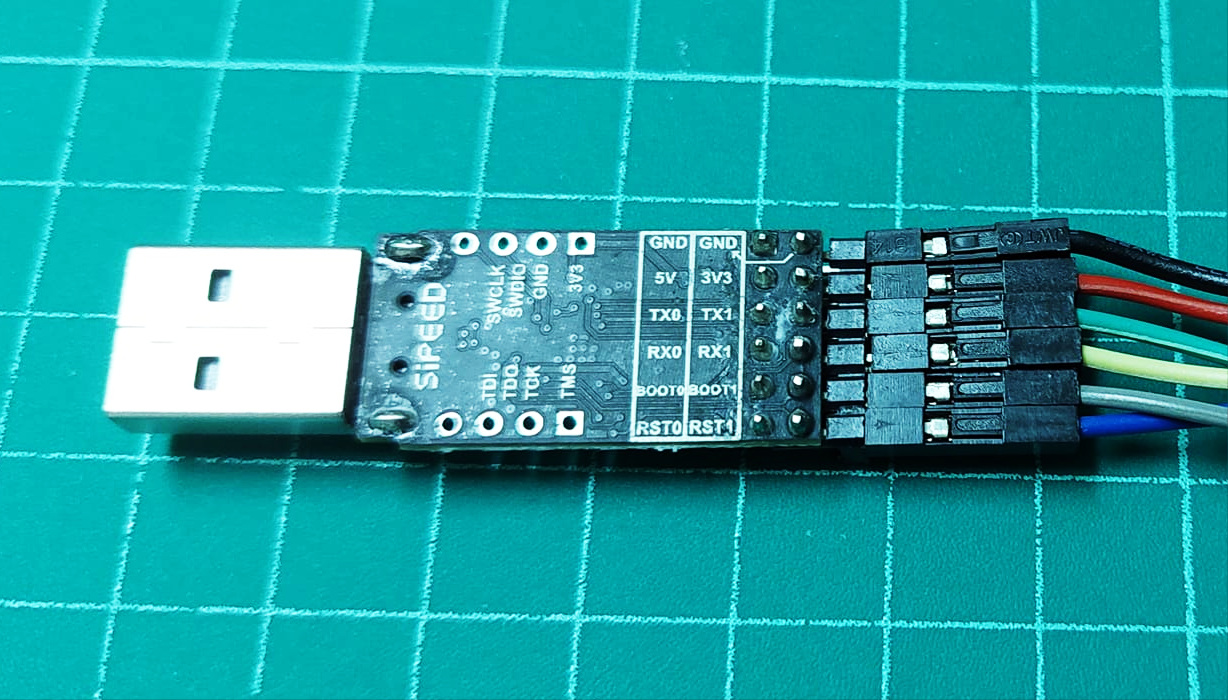 SiPEED
SWCLK
SWDIO
GND
3V3
TDI
TDO
TCK
TMS
GND GND
5V 3V3
TX0 TX1
RX0 RX1
BOOT0 BOOT1
RST0 RST1